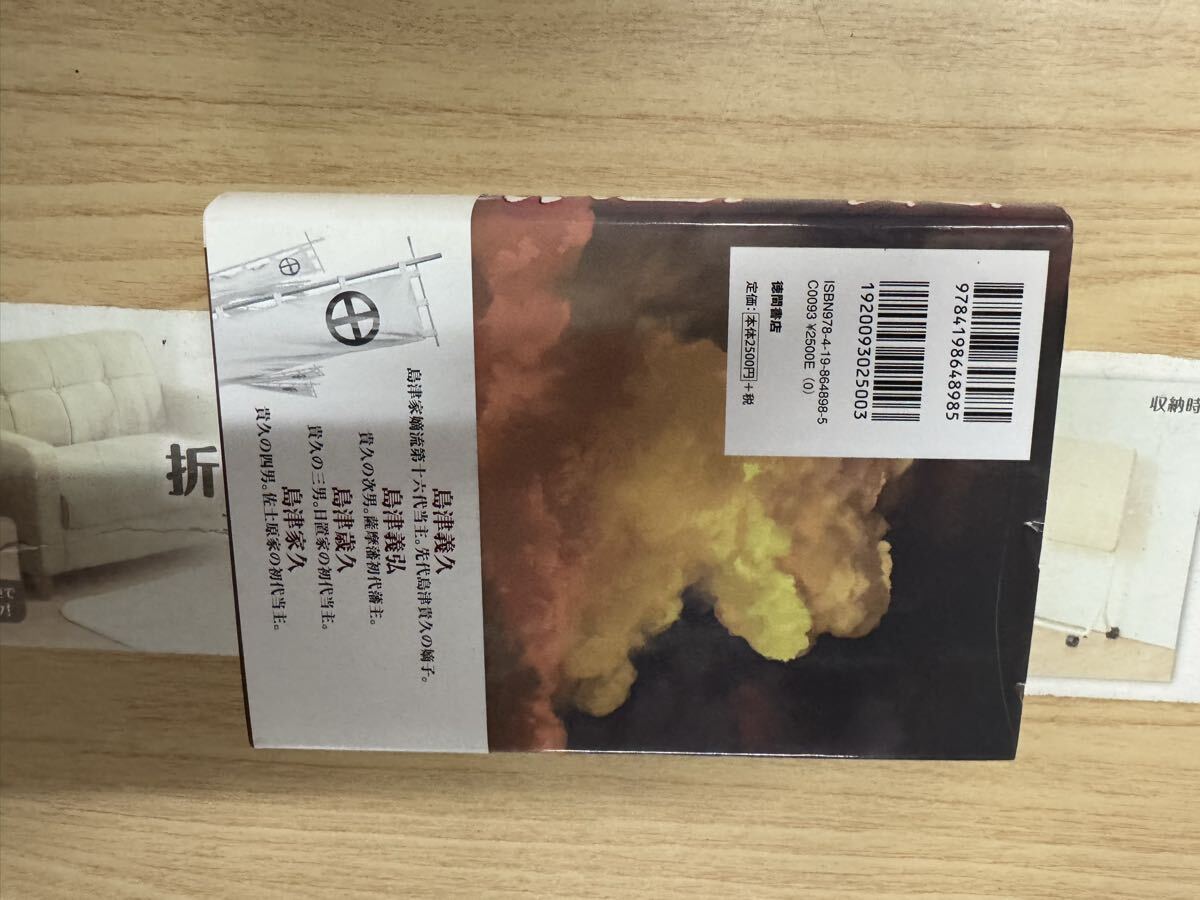 9784198648985
1920093025003
ISBN978-4-19-864898-5
C0093 ¥2500E (0)
徳間書店
定価：本体2500円＋税
島津義久
島津家嫡流第十六代当主。先代島津貴久の嫡子。
島津義弘
貴久の次男。薩摩藩初代藩主。
島津歳久
貴久の三男。日置家の初代当主。
島津家久
貴久の四男。佐土原家の初代当主。
折
収納時